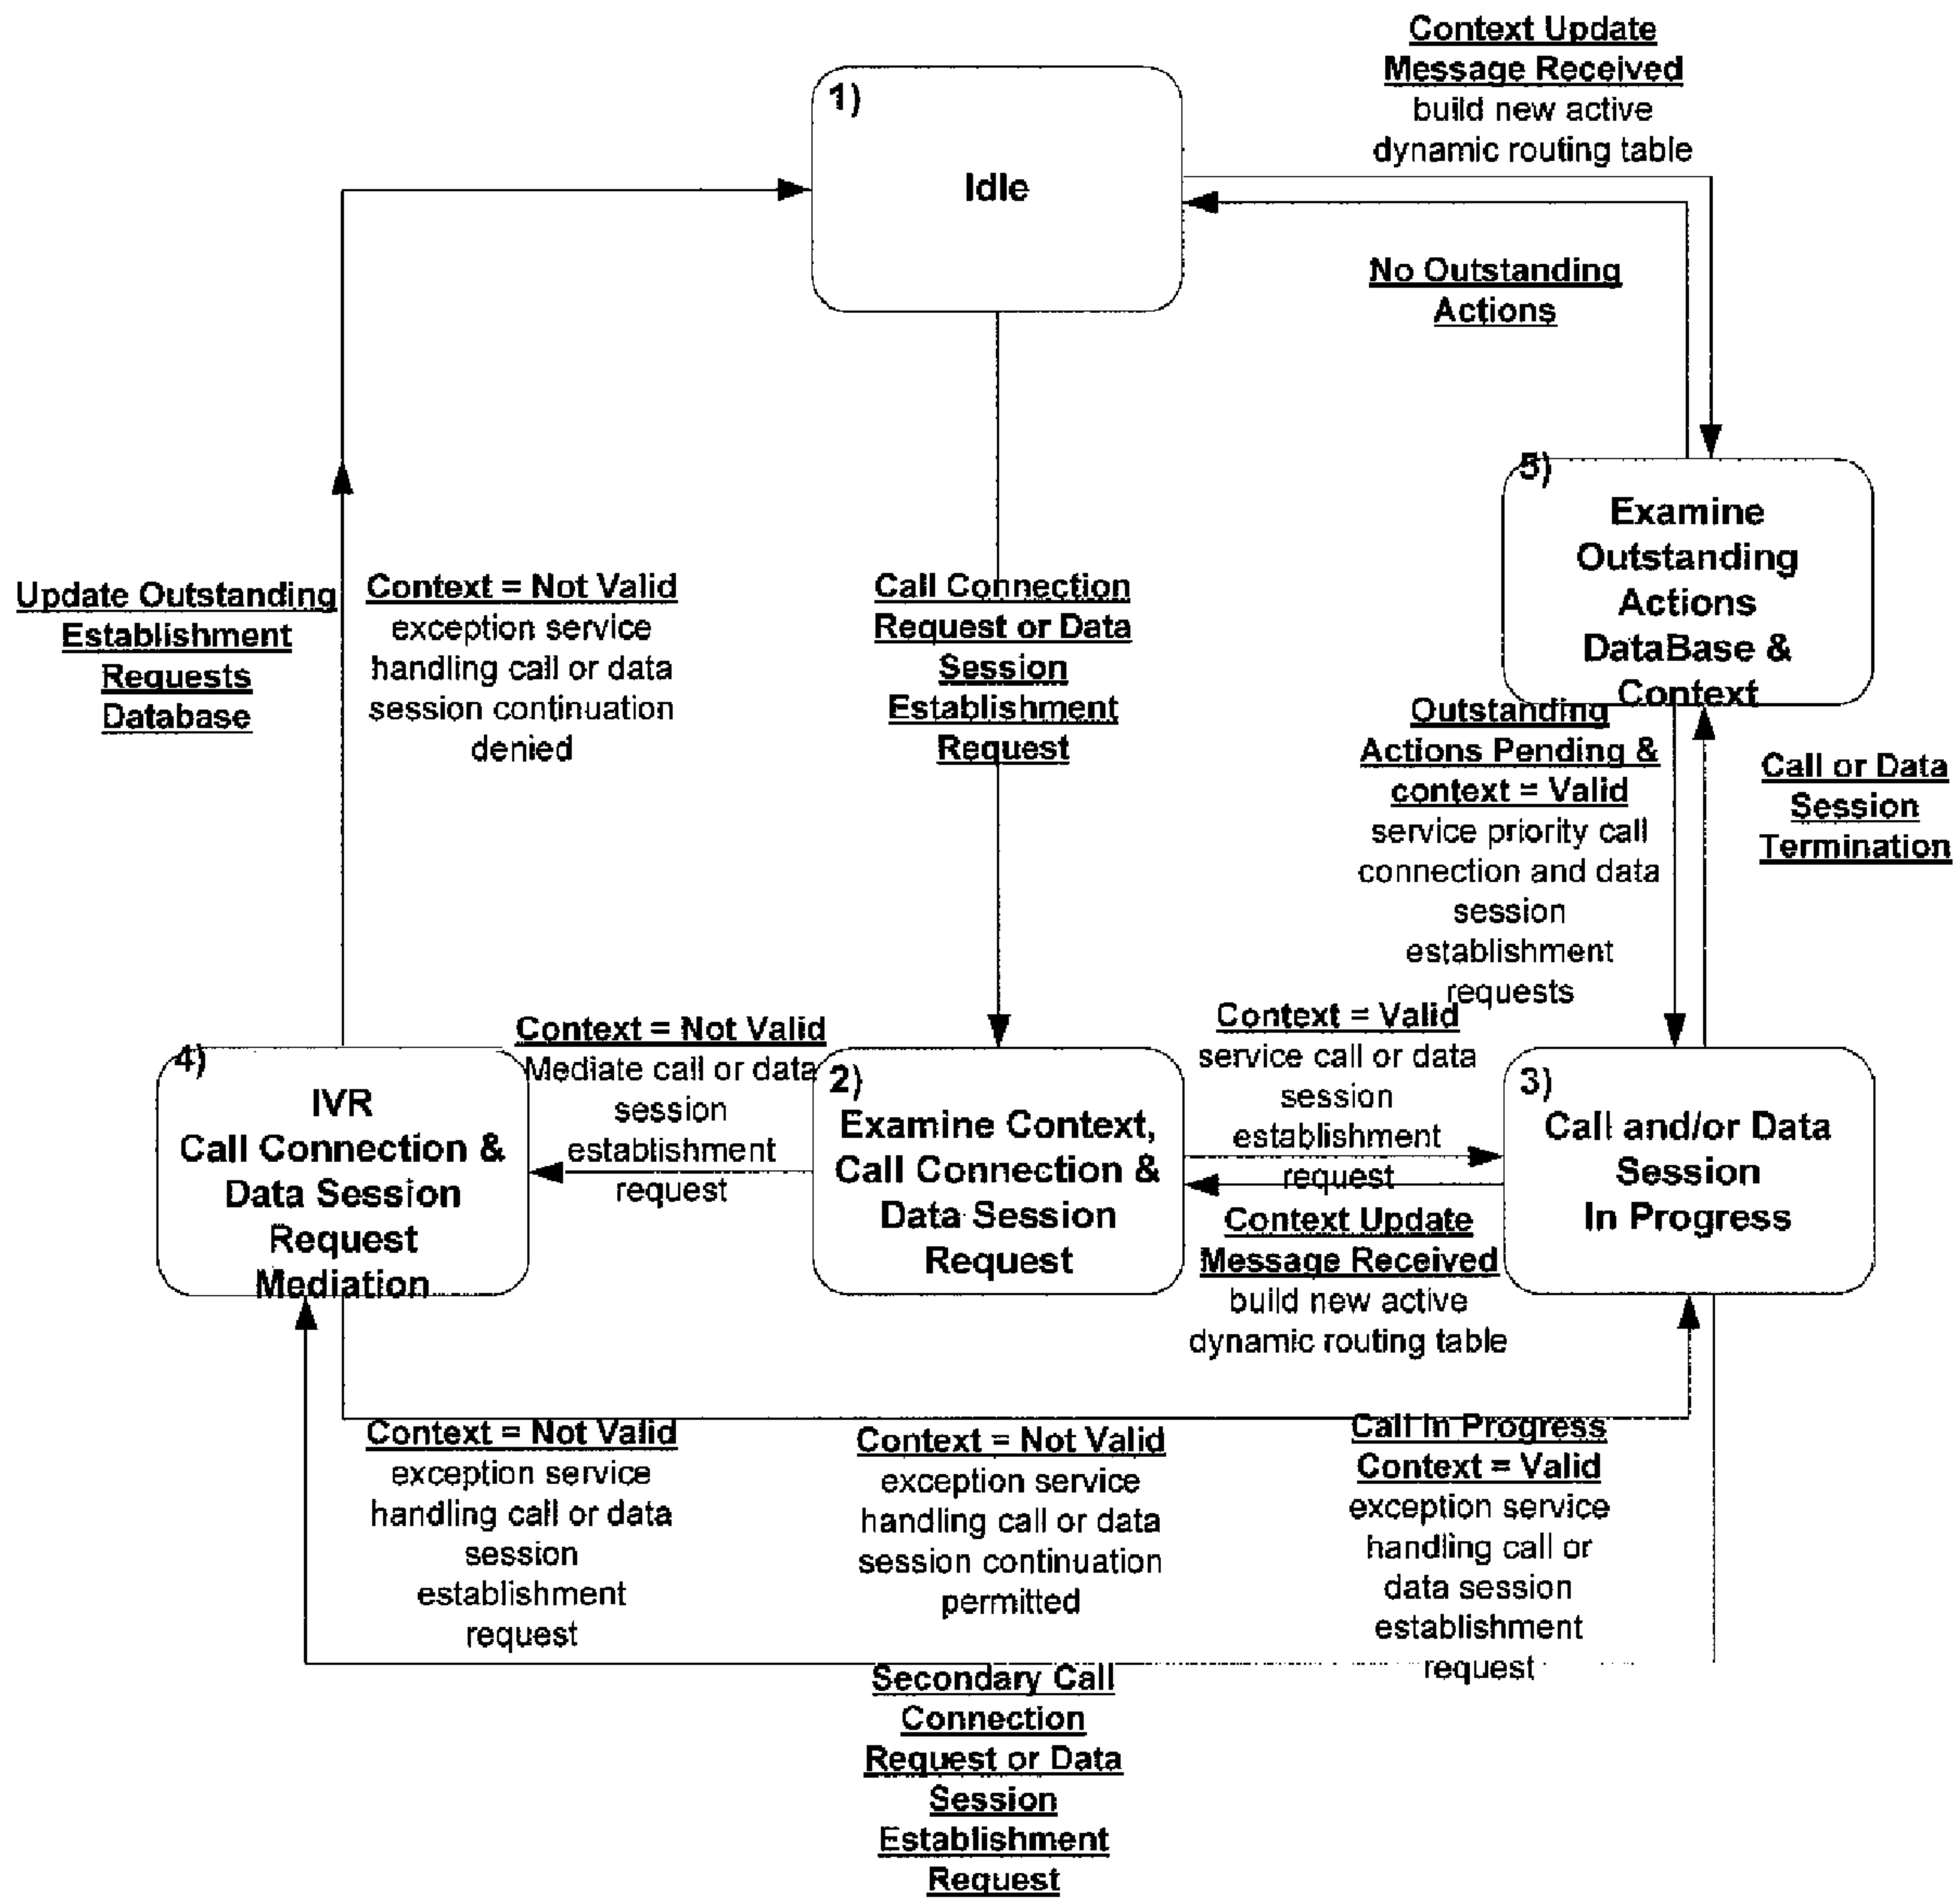 Context Update
Message Received
build new active
dynamic routing table
1)
Idle
No Outstanding
Actions
5)
Examine
Outstanding
Actions
DataBase &
Context
Update Outstanding
Establishment
Requests
Database
Context = Not Valid
exception service
handling call or data
session continuation
denied
Call Connection
Request or Data
Session
Establishment
Request
Outstanding
Actions Pending &
context = Valid
service priority call
connection and data
session
establishment
requests
Call or Data
Session
Termination
4)
IVR
Call Connection &
Data Session
Request
Mediation
Context = Not Valid
Mediate call or data
session
establishment
request
2)
Examine Context,
Call Connection &
Data Session
Request
Context = Valid
service call or data
session
establishment
request
Context Update
Message Received
build new active
dynamic routing table
3)
Call and/or Data
Session
In Progress
Context = Not Valid
exception service
handling call or data
session
establishment
request
Context = Not Valid
exception service
handling call or data
session continuation
permitted
Call In Progress
Context = Valid
exception service
handling call or
data session
establishment
request
Secondary Call
Connection
Request or Data
Session
Establishment
Request